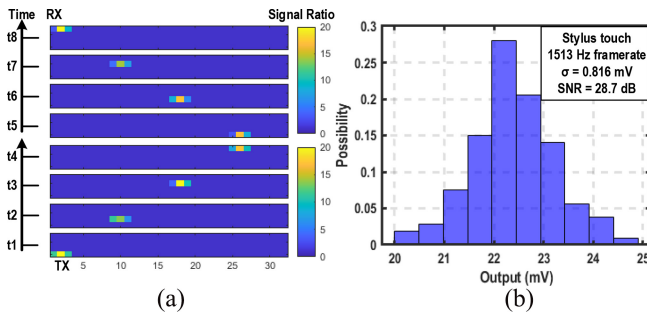 Time RX
Signal Ratio
t8
t7
t6
t5
t4
t3
t2
t1
20
15
10
5
0
20
15
10
5
0
TX 5 10 15 20 25 30
(a)
Possibility
0.3
0.25
0.2
0.15
0.1
0.05
0
20 21 22 23 24 25
Output (mV)
Stylus touch
1513 Hz framerate
σ = 0.816 mV
SNR = 28.7 dB
(b)